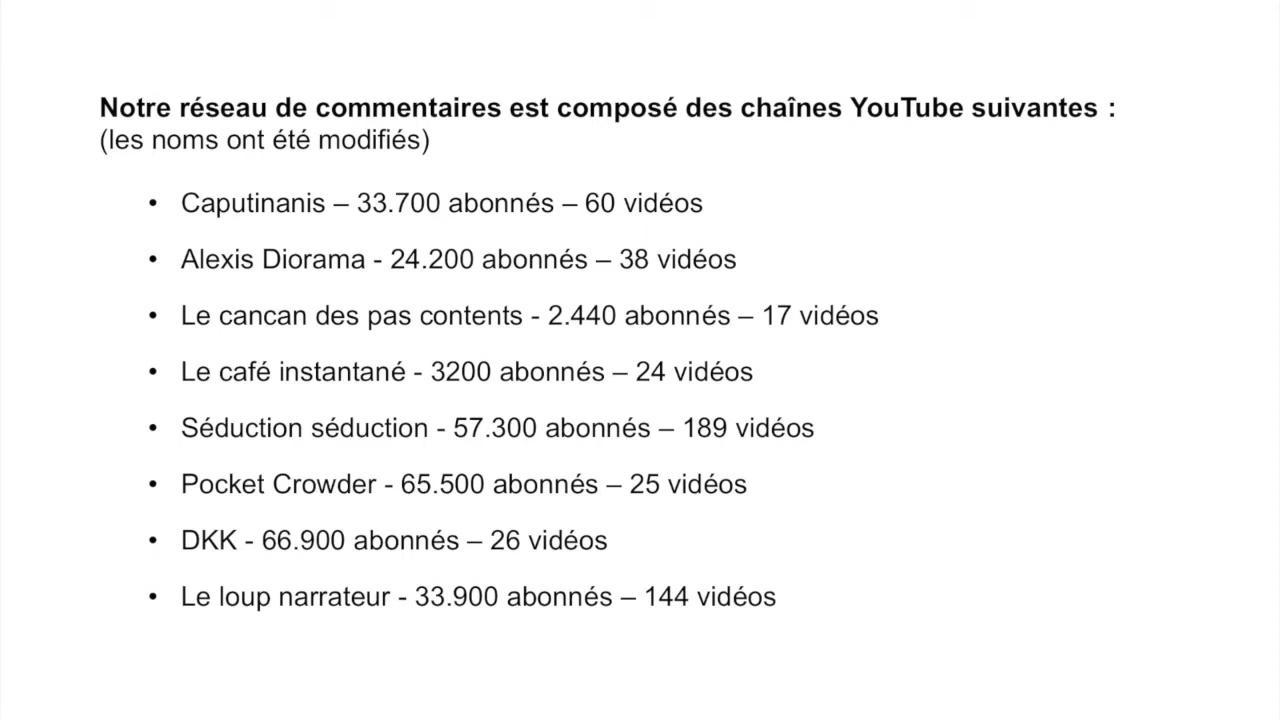 Notre réseau de commentaires est composé des chaînes YouTube suivantes :
(les noms ont été modifiés)
• Caputinanis – 33.700 abonnés – 60 vidéos
• Alexis Diorama - 24.200 abonnés – 38 vidéos
• Le cancan des pas contents - 2.440 abonnés – 17 vidéos
• Le café instantané - 3200 abonnés – 24 vidéos
• Séduction séduction - 57.300 abonnés – 189 vidéos
• Pocket Crowder - 65.500 abonnés – 25 vidéos
• DKK - 66.900 abonnés – 26 vidéos
• Le loup narrateur - 33.900 abonnés – 144 vidéos